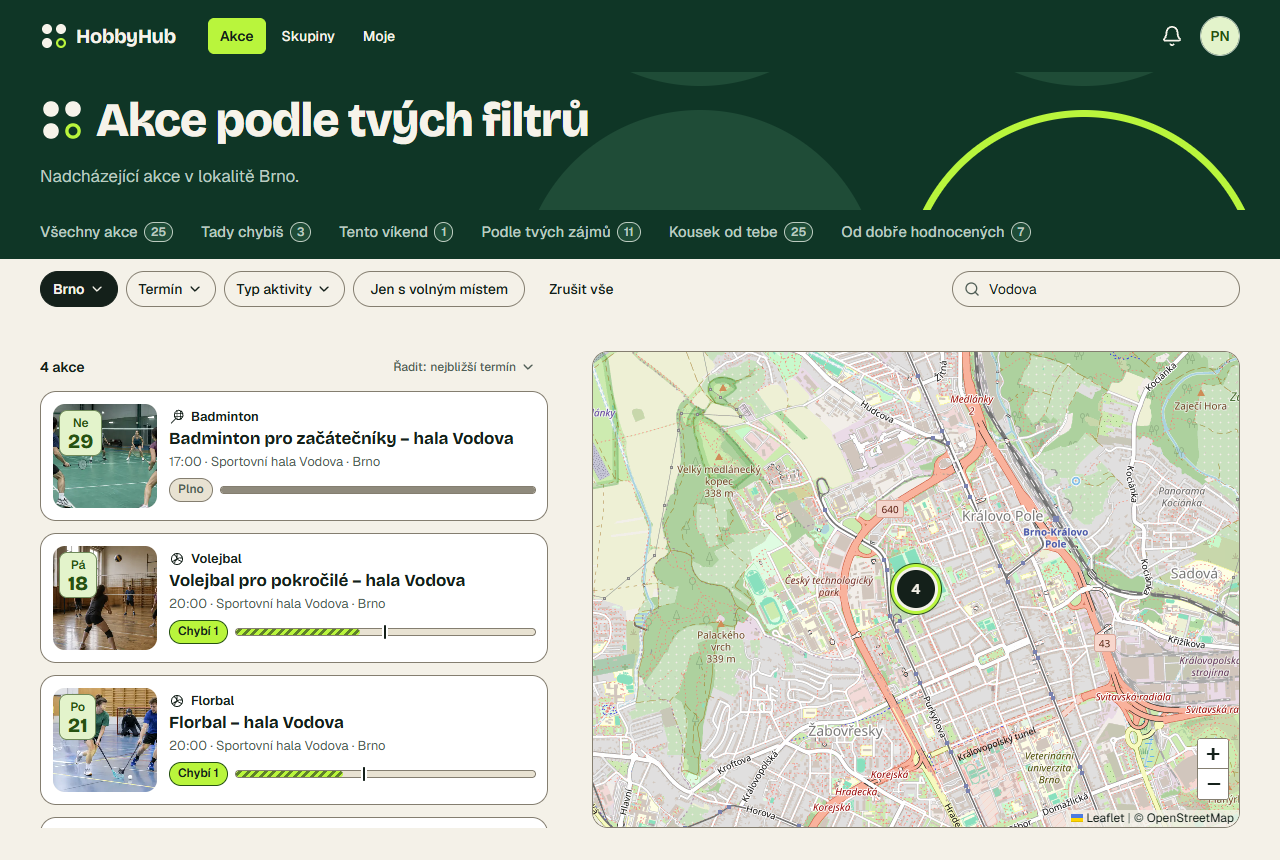 HobbyHub
Akce
Skupiny
Moje
PN
Akce podle tvých filtrů
Nadcházející akce v lokalitě Brno.
Všechny akce 25
Tady chybíš 3
Tento víkend 1
Podle tvých zájmů 11
Kousek od tebe 25
Od dobře hodnocených 7
Brno
Termín
Typ aktivity
Jen s volným místem
Zrušit vše
Vodova
4 akce
Řadit: nejbližší termín
Ne
29
Badminton
Badminton pro začátečníky – hala Vodova
17:00 · Sportovní hala Vodova · Brno
Plno
Pá
18
Volejbal
Volejbal pro pokročilé – hala Vodova
20:00 · Sportovní hala Vodova · Brno
Chybí 1
Po
21
Florbal
Florbal – hala Vodova
20:00 · Sportovní hala Vodova · Brno
Chybí 1
Žrtná
Medlánky
2
Hudcova
Kociánka
Zaječí Hora
Velký medlánecký
kopec
338 m
640
Královo Pole
Brno-Královo
Pole
Kociánka
Panorama
Kociánka
Český technologický
park
4
Kociánka
Sadová
Palackého
vrch
339 m
43
Křižíkova
Královopolská
strojírna
Svitavská radiála
Žabovřesky
Purkyňova
Královopolský tunel
Kroftova
Královopolská
Korejská
Veterinární
univerzita
Brno
Hlavní
Horova
Hradecká
Korejská
Domažlická
+
−
Leaflet | © OpenStreetMap